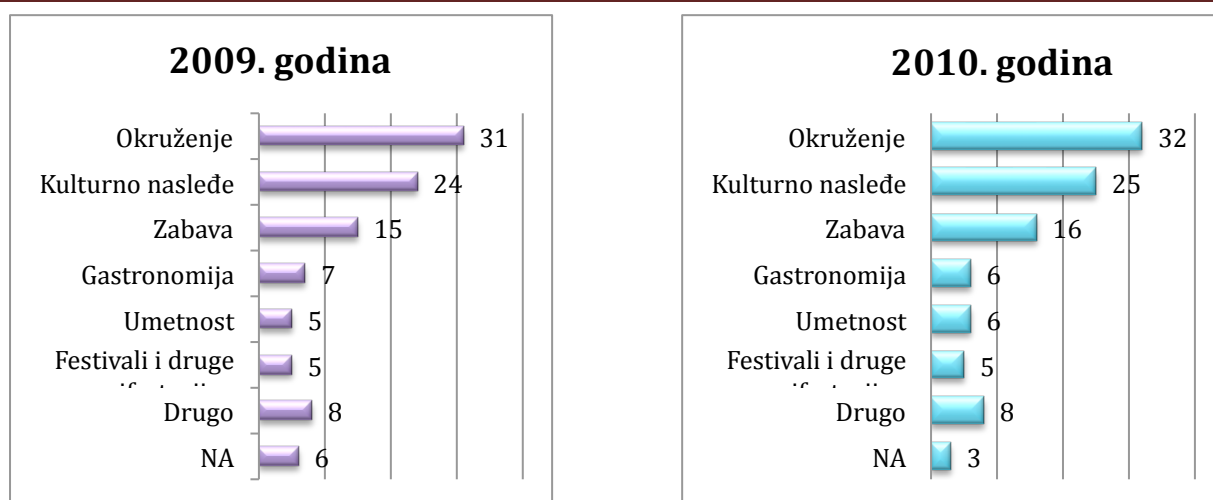 2009. godina
Okruženje 31
Kulturno nasleđe 24
Zabava 15
Gastronomija 7
Umetnost 5
Festivali i druge 5
Drugo 8
NA 6
2010. godina
Okruženje 32
Kulturno nasleđe 25
Zabava 16
Gastronomija 6
Umetnost 6
Festivali i druge 5
Drugo 8
NA 3